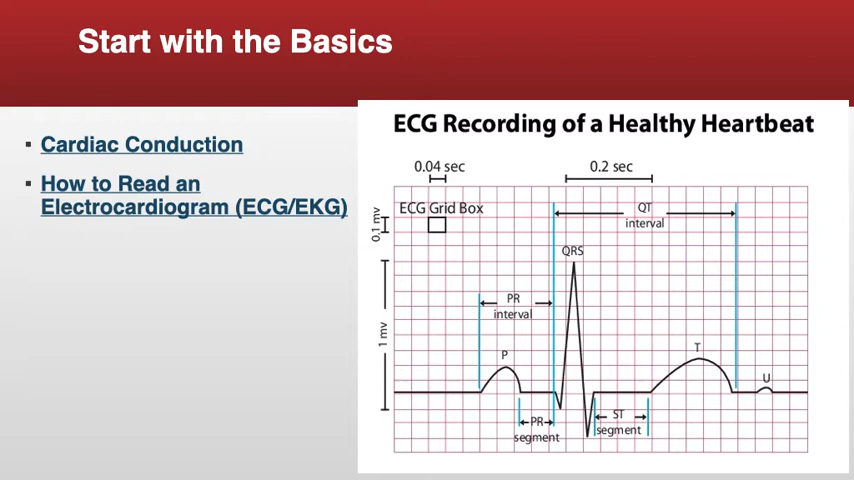 Start with the Basics
Cardiac Conduction
How to Read an
Electrocardiogram (ECG/EKG)
ECG Recording of a Healthy Heartbeat
0.04 sec
0.2 sec
ECG Grid Box
0,1 mv
QT
interval
QRS
PR
interval
1 mv
P
T
U
PR
segment
ST
segment